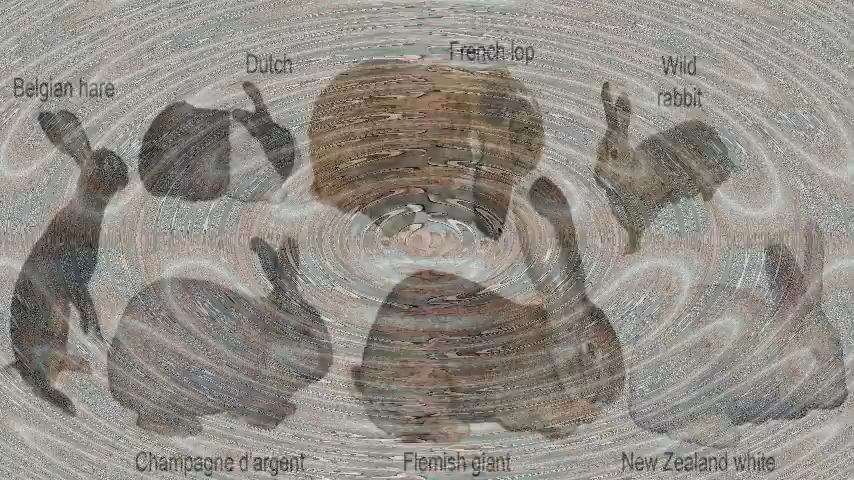 Belgian hare
Dutch
French lop
Wild
rabbit
Champagne d'argent
Flemish giant
New Zealand white